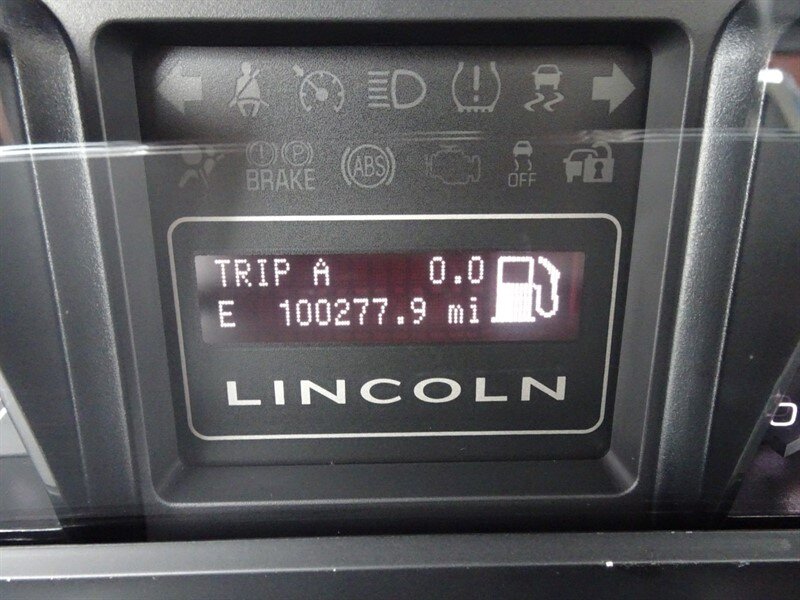 BRAKE ABS OFF
TRIP A 0.0
E 100277.9 mi
LINCOLN